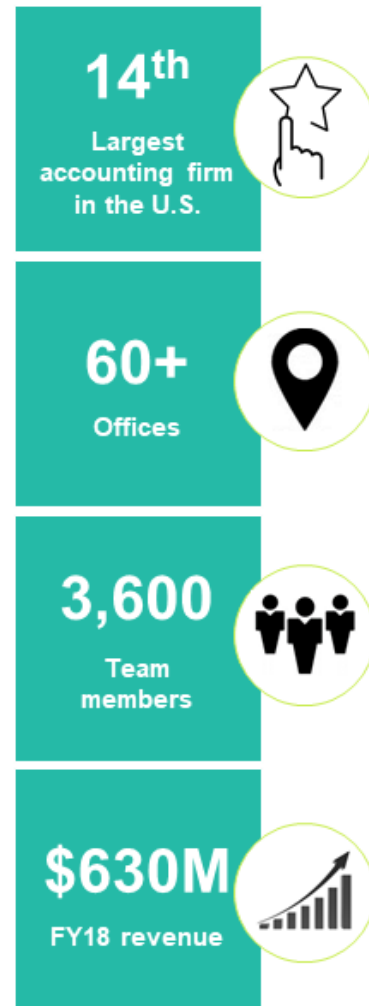 14th
Largest
accounting firm
in the U.S.
60+
Offices
3,600
Team
members
$630M
FY18 revenue